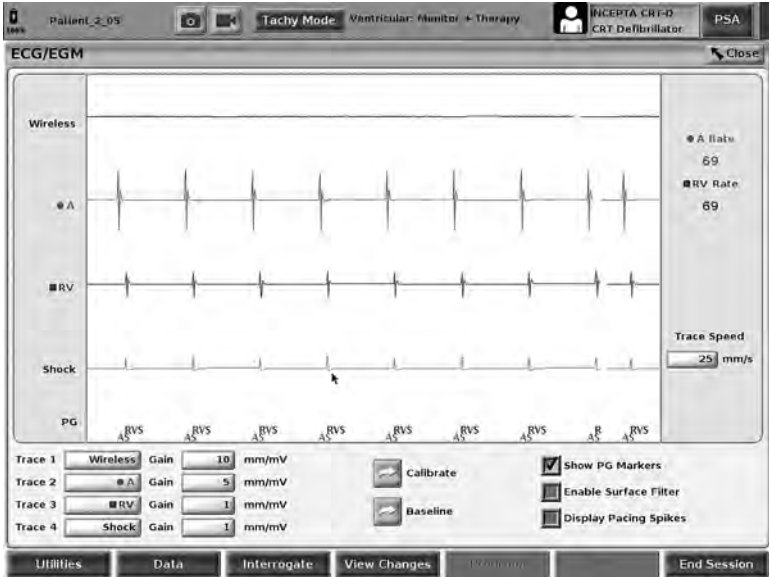 100% Patient_2_05 Tachy Mode Ventricular: Monitor + Therapy INCEPTA CRT-D PSA
CRT Defibrillator
ECG/EGM Close
Wireless
A Rate
69
RV Rate
A 69
RV
Trace Speed
25 mm/s
Shock
PG
RVS RVS RVS RVS RVS RVS RVS R RVS
AS AS AS AS AS AS AS AS AS
Trace 1 Wireless Gain 10 mm/mV Calibrate Show PG Markers
Trace 2 A Gain 5 mm/mV Enable Surface Filter
Trace 3 RV Gain 1 mm/mV Baseline Display Pacing Spikes
Trace 4 Shock Gain 1 mm/mV
Utilities Data Interrogate View Changes Program End Session